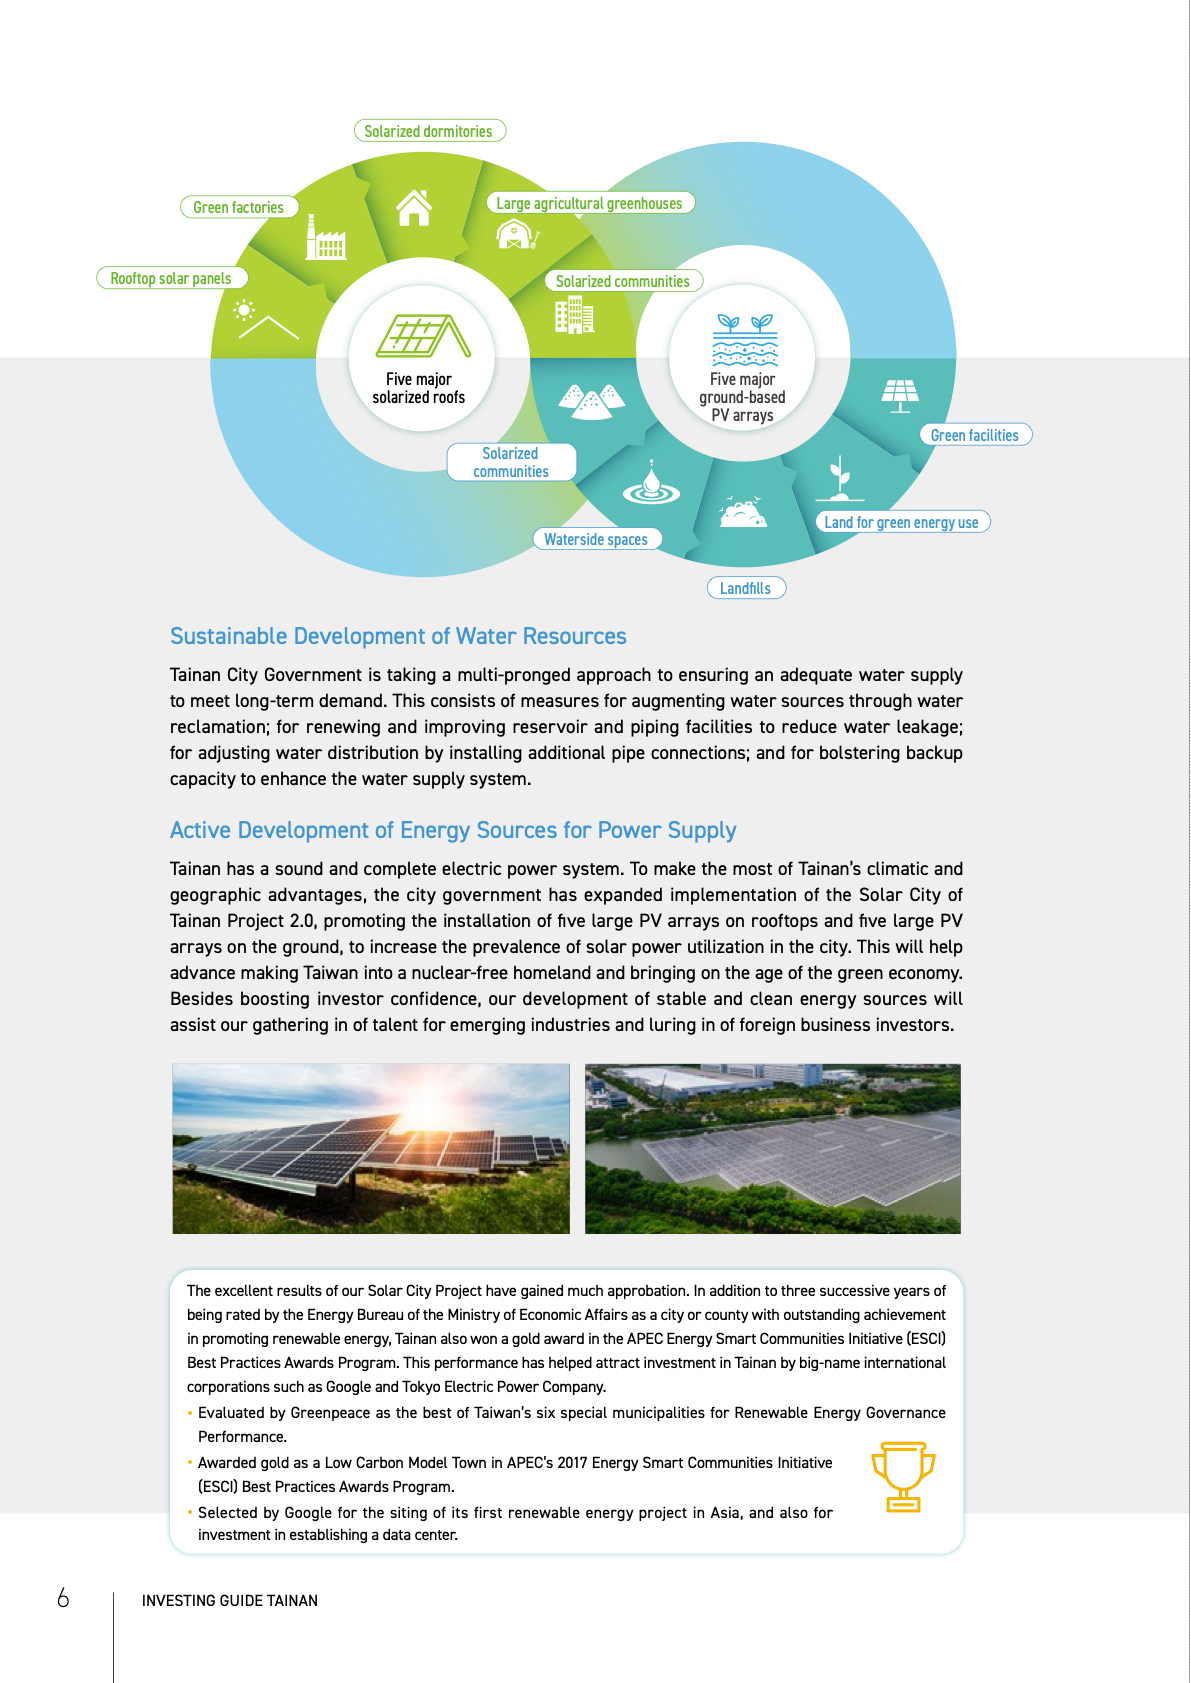 Solarized dormitories
Green factories
Large agricultural greenhouses
Rooftop solar panels
Solarized communities
Five major
solarized roofs
Five major
ground-based
PV arrays
Green facilities
Solarized
communities
Land for green energy use
Waterside spaces
Landfills
Sustainable Development of Water Resources
Tainan City Government is taking a multi-pronged approach to ensuring an adequate water supply
to meet long-term demand. This consists of measures for augmenting water sources through water
reclamation; for renewing and improving reservoir and piping facilities to reduce water leakage;
for adjusting water distribution by installing additional pipe connections; and for bolstering backup
capacity to enhance the water supply system.
Active Development of Energy Sources for Power Supply
Tainan has a sound and complete electric power system. To make the most of Tainan's climatic and
geographic advantages, the city government has expanded implementation of the Solar City of
Tainan Project 2.0, promoting the installation of five large PV arrays on rooftops and five large PV
arrays on the ground, to increase the prevalence of solar power utilization in the city. This will help
advance making Taiwan into a nuclear-free homeland and bringing on the age of the green economy.
Besides boosting investor confidence, our development of stable and clean energy sources will
assist our gathering in of talent for emerging industries and luring in of foreign business investors.
The excellent results of our Solar City Project have gained much approbation. In addition to three successive years of
being rated by the Energy Bureau of the Ministry of Economic Affairs as a city or county with outstanding achievement
in promoting renewable energy, Tainan also won a gold award in the APEC Energy Smart Communities Initiative (ESCI)
Best Practices Awards Program. This performance has helped attract investment in Tainan by big-name international
corporations such as Google and Tokyo Electric Power Company.
• Evaluated by Greenpeace as the best of Taiwan's six special municipalities for Renewable Energy Governance
Performance.
• Awarded gold as a Low Carbon Model Town in APEC's 2017 Energy Smart Communities Initiative
(ESCI) Best Practices Awards Program.
• Selected by Google for the siting of its first renewable energy project in Asia, and also for
investment in establishing a data center.
6
INVESTING GUIDE TAINAN